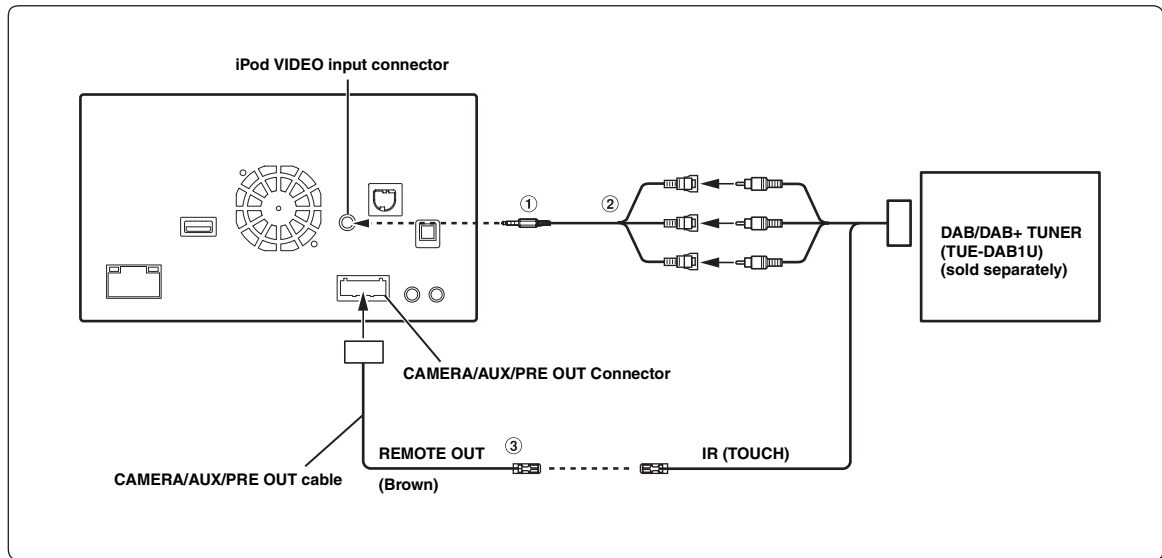 iPod VIDEO input connector
①
②
DAB/DAB+ TUNER
(TUE-DAB1U)
(sold separately)
CAMERA/AUX/PRE OUT Connector
REMOTE OUT
③
IR (TOUCH)
CAMERA/AUX/PRE OUT cable
(Brown)